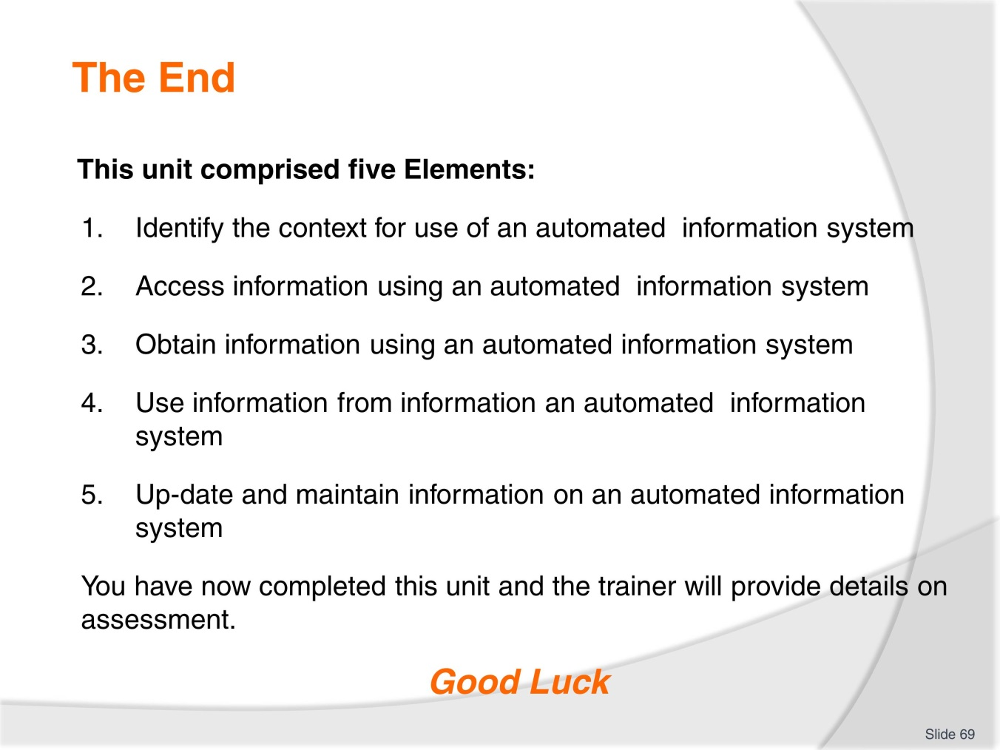 The End
This unit comprised five Elements:
1. Identify the context for use of an automated  information system
2. Access information using an automated  information system
3. Obtain information using an automated information system
4. Use information from information an automated  information
system
5. Up-date and maintain information on an automated information
system
You have now completed this unit and the trainer will provide details on
assessment.
Good Luck
Slide 69